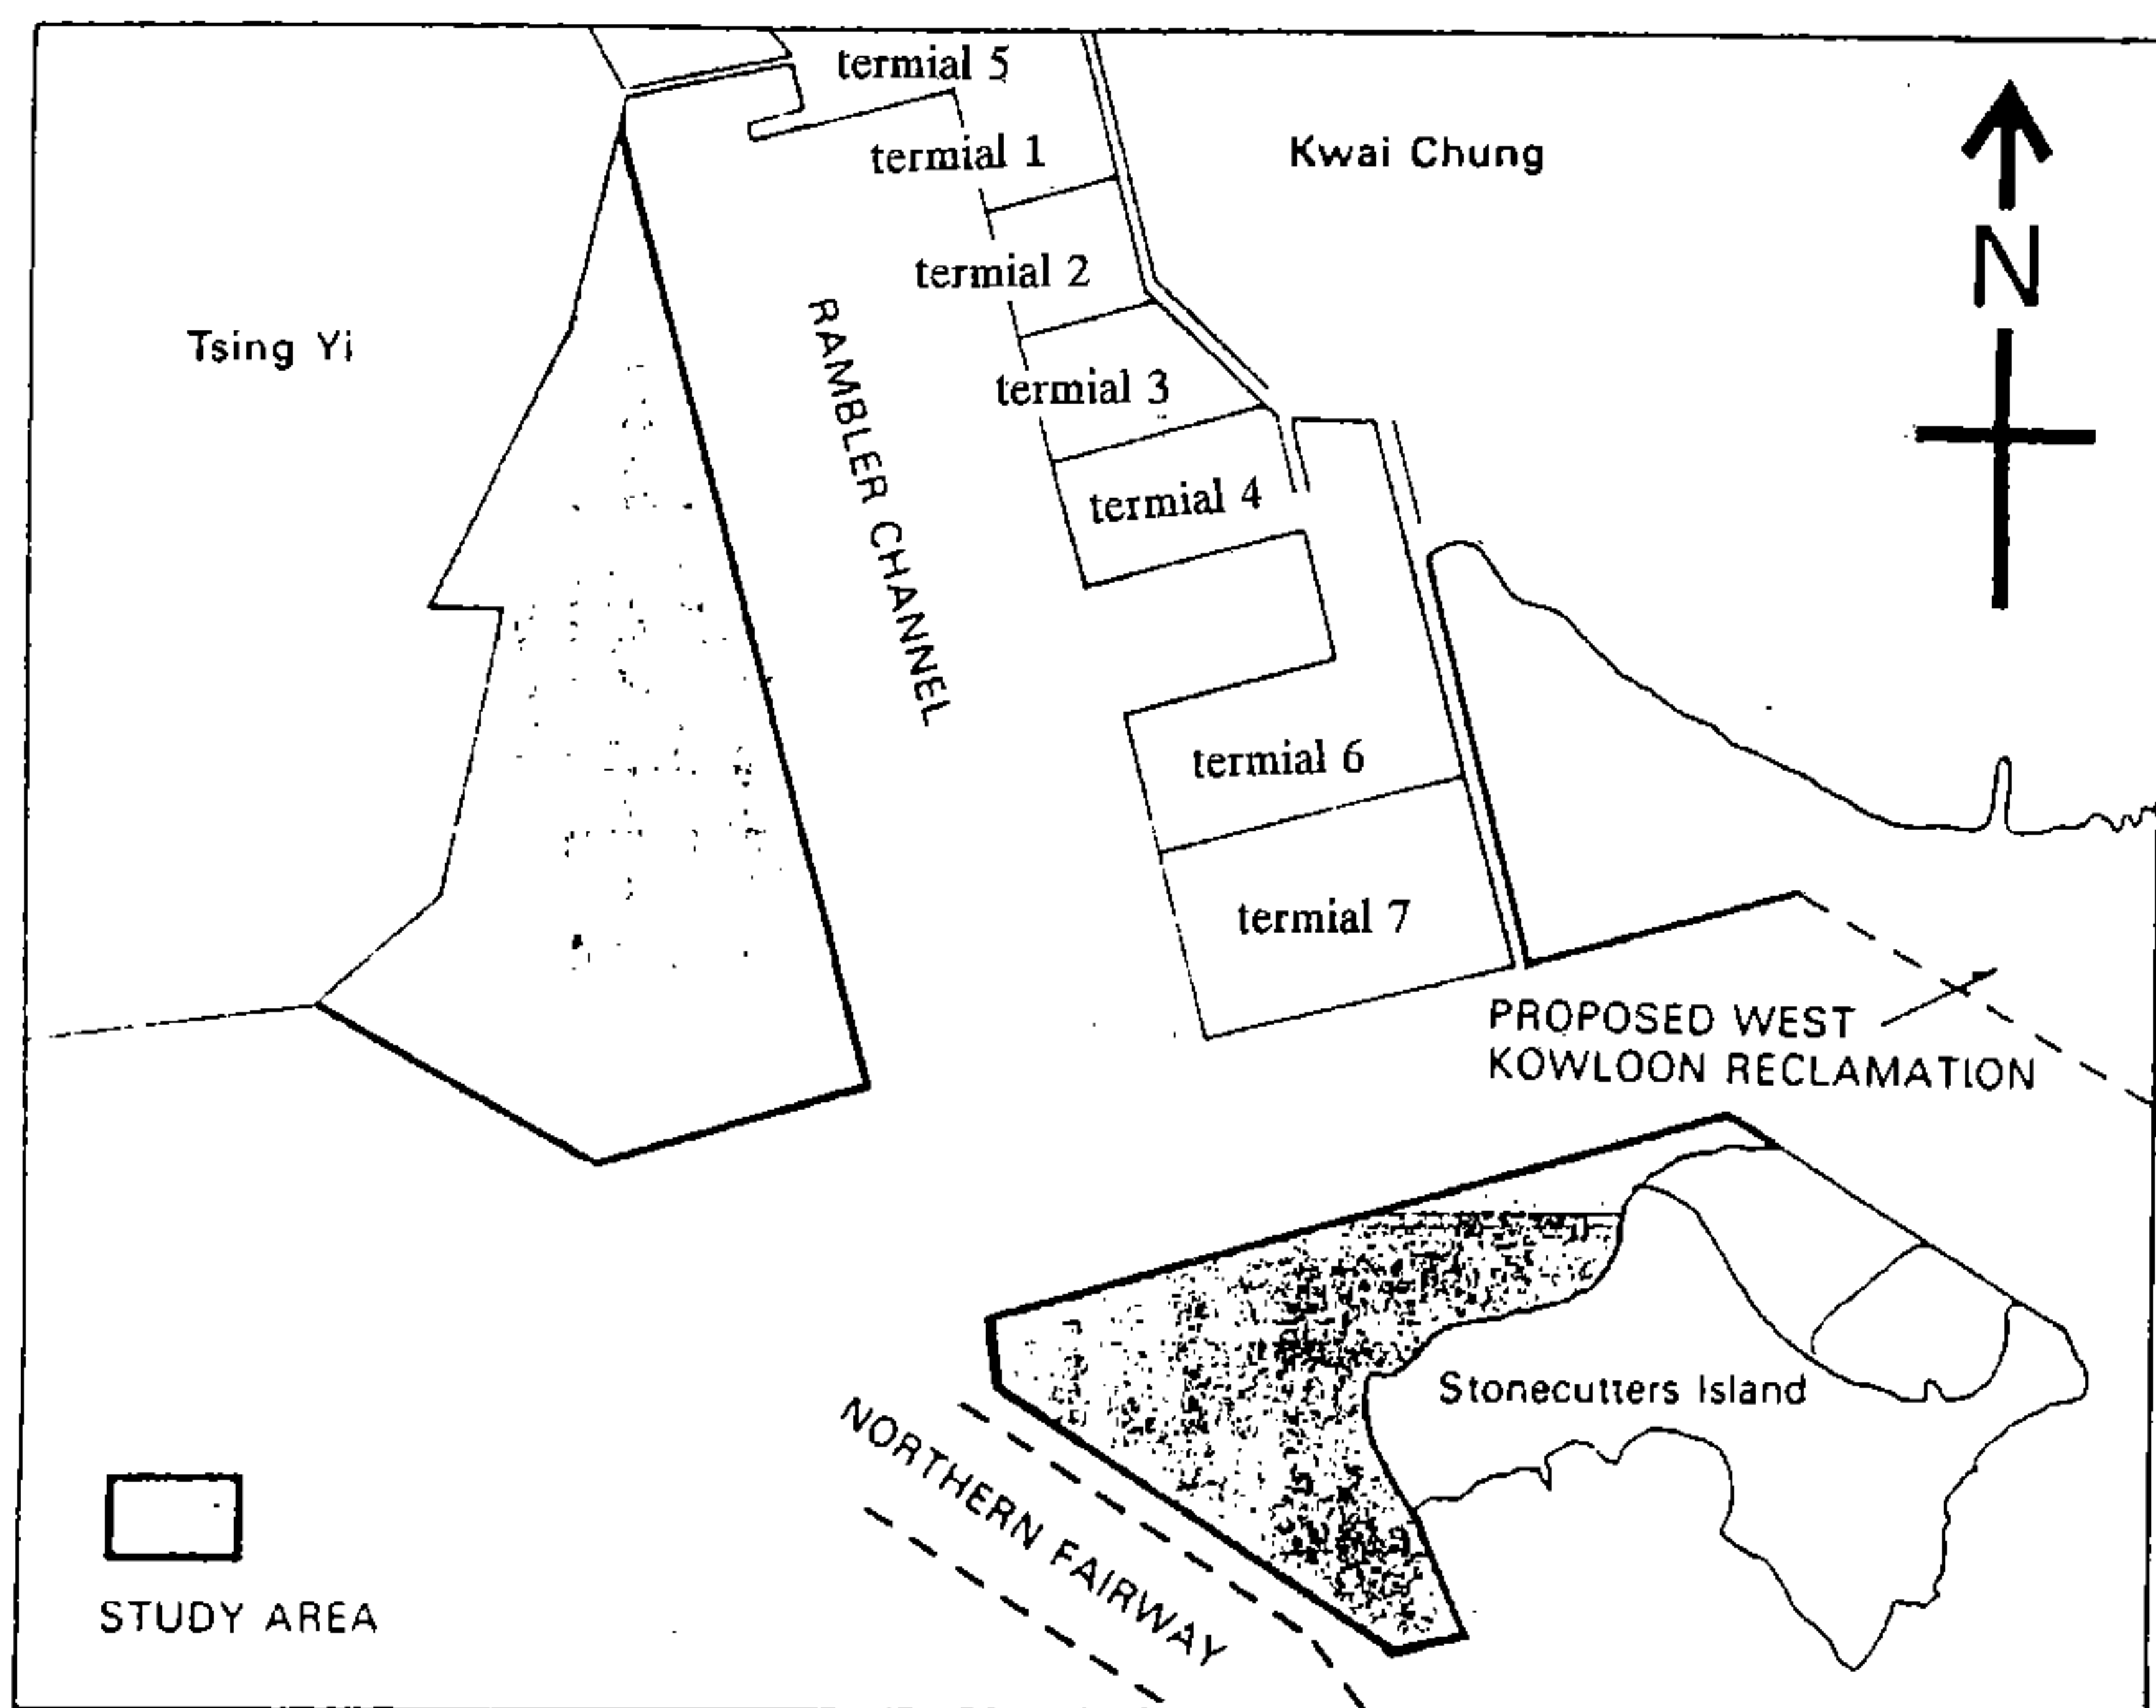 termial 5
termial 1
Kwai Chung
N
termial 2
Tsing Yi
RAMBLER CHANNEL
termial 3
termial 4
termial 6
termial 7
PROPOSED WEST
KOWLOON RECLAMATION
Stonecutters Island
NORTHERN FAIRWAY
STUDY AREA